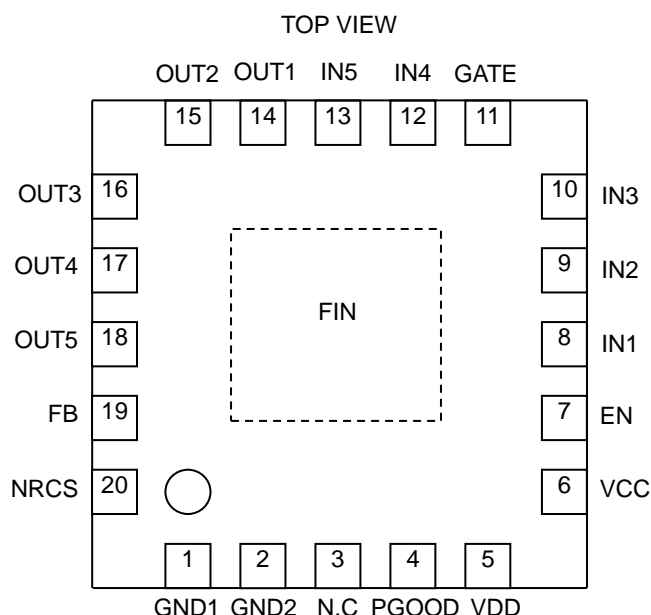 TOP VIEW
OUT2 OUT1 IN5 IN4 GATE
15 14 13 12 11
OUT3 16 10 IN3
OUT4 17 9 IN2
FIN
OUT5 18 8 IN1
FB 19 7 EN
NRCS 20 6 VCC
1 2 3 4 5
GND1 GND2 N.C PGOOD VDD